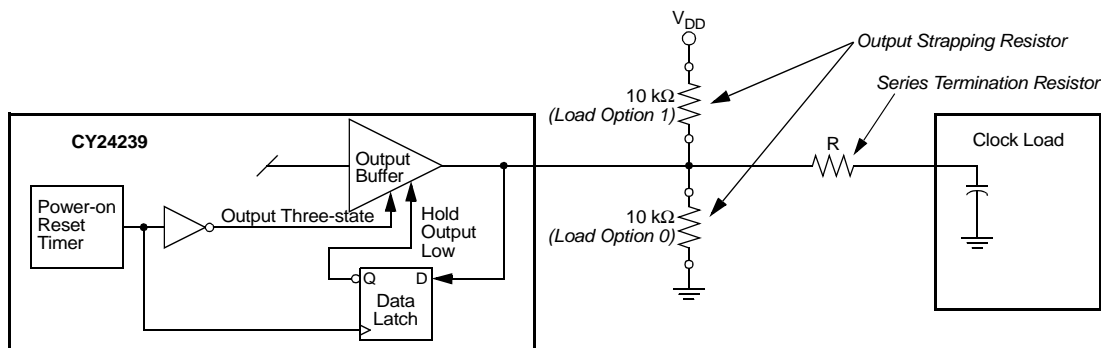 V_DD
Output Strapping Resistor
Series Termination Resistor
10 kΩ
(Load Option 1)
CY24239
Output
Buffer
R
Clock Load
Power-on
Reset
Timer
Output Three-state
Hold
Output
Low
10 kΩ
(Load Option 0)
Q D
Data
Latch